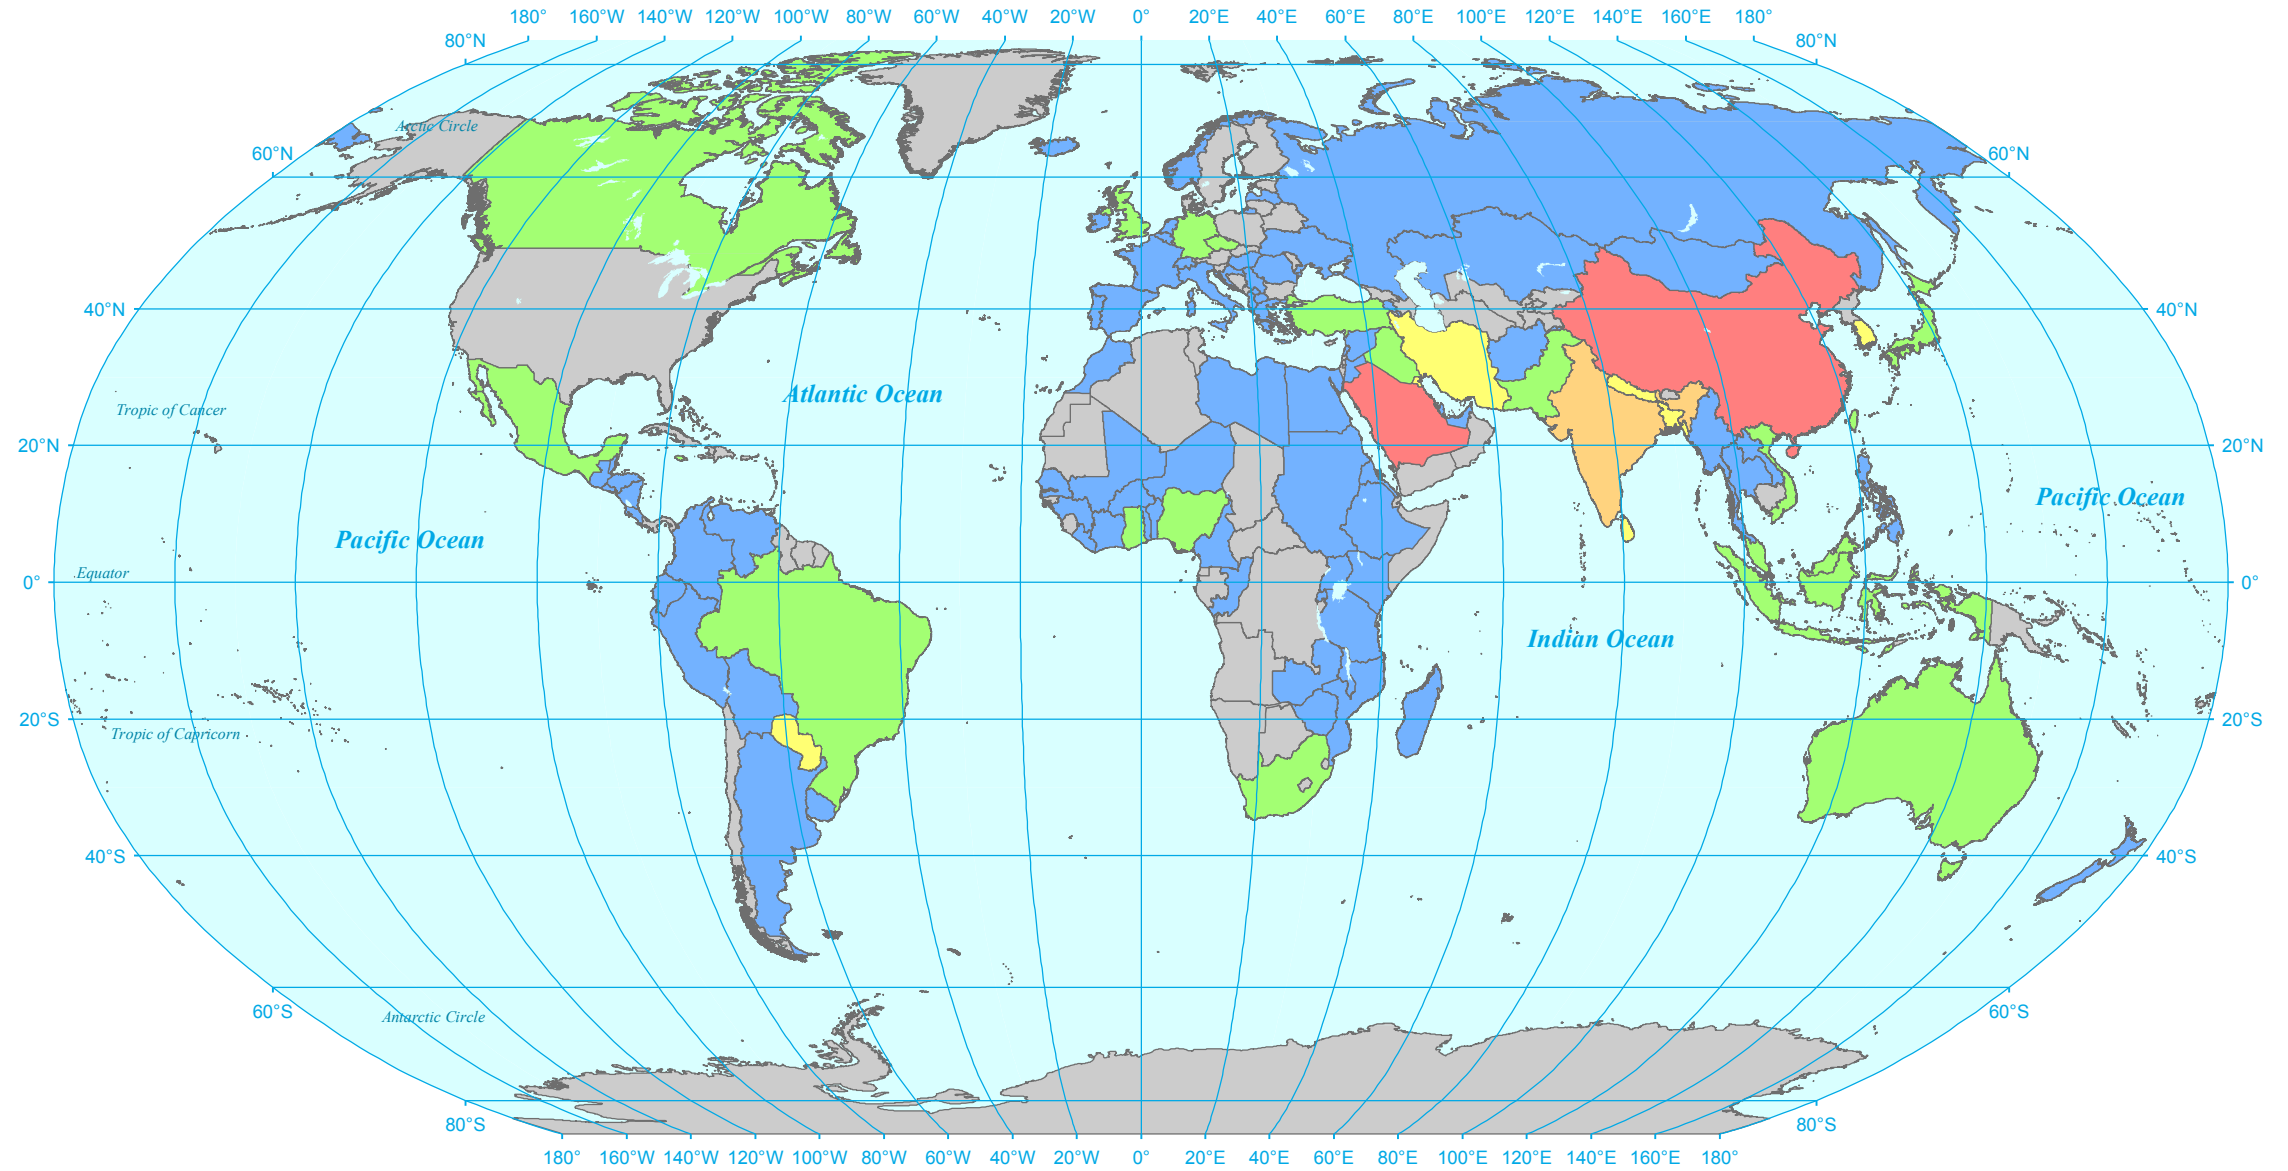 180° 160°W 140°W 120°W 100°W 80°W 60°W 40°W 20°W 0° 20°E 40°E 60°E 80°E 100°E 120°E 140°E 160°E 180°
80°N 80°N
Arctic Circle
60°N 60°N
40°N 40°N
Atlantic Ocean
Tropic of Cancer
20°N 20°N
Pacific Ocean
Pacific Ocean
Equator
0° 0°
Indian Ocean
20°S 20°S
Tropic of Capricorn
40°S 40°S
60°S 60°S
Antarctic Circle
80°S 80°S
180° 160°W 140°W 120°W 100°W 80°W 60°W 40°W 20°W 0° 20°E 40°E 60°E 80°E 100°E 120°E 140°E 160°E 180°